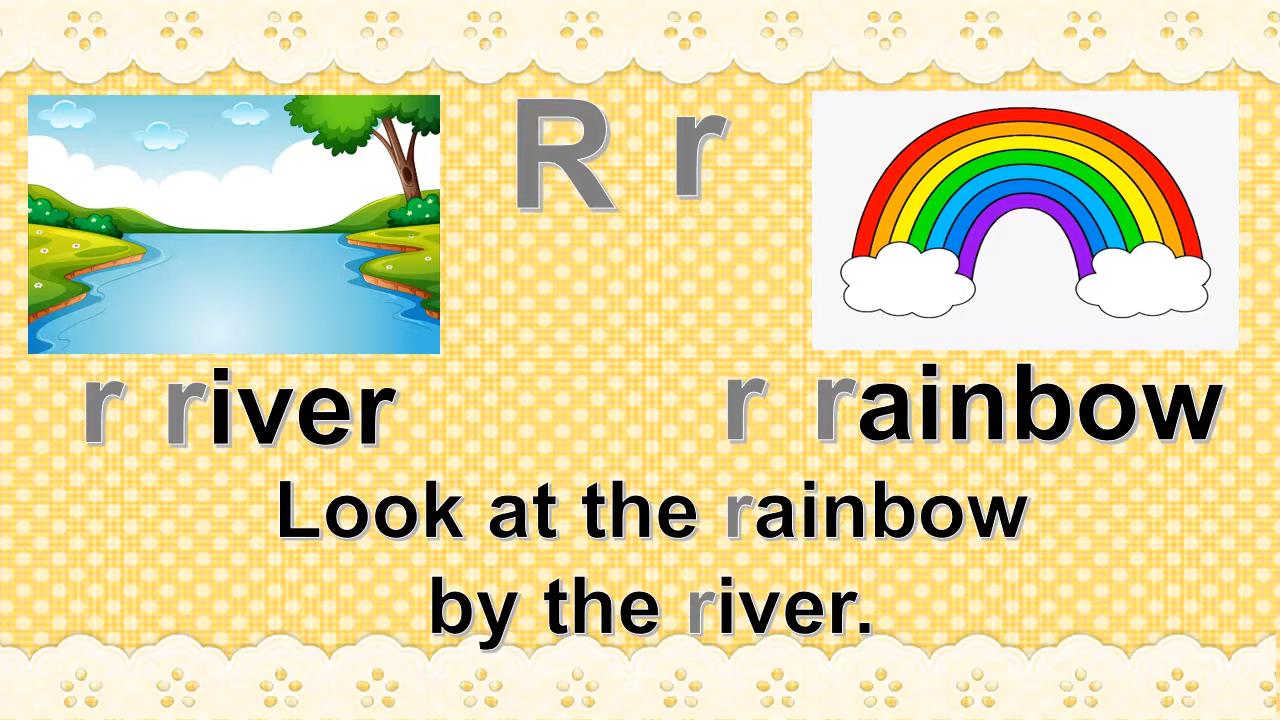 R r
r river
r rainbow
Look at the rainbow
by the river.